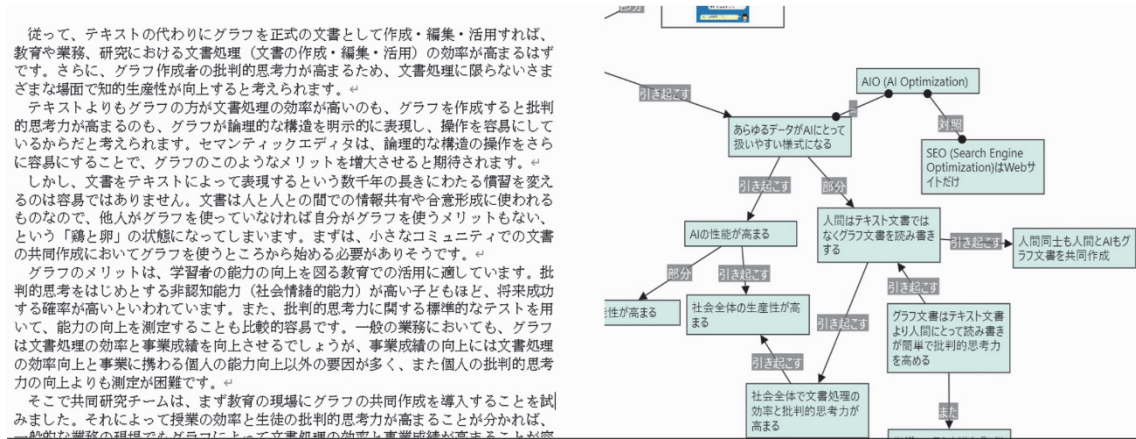 従って、テキストの代わりにグラフを正式の文書として作成・編集・活用すれば、
教育や業務、研究における文書処理（文書の作成・編集・活用）の効率が高まるはず
です。さらに、グラフ作成者の批判的思考力が高まるため、文書処理に限らないさま
ざまな場面で知的生産性が向上すると考えられます。↵
テキストよりもグラフの方が文書処理の効率が高いのも、グラフを作成すると批判
的思考力が高まるのも、グラフが論理的な構造を明示的に表現し、操作を容易にして
いるからだと考えられます。セマンティックエディタは、論理的な構造の操作をさら
に容易にすることで、グラフのこのようなメリットを増大させると期待されます。↵
しかし、文書をテキストによって表現するという数千年の長きにわたる慣習を変え
るのは容易ではありません。文書は人と人との間での情報共有や合意形成に使われる
ものなので、他人がグラフを使っていなければ自分がグラフを使うメリットもない、
という「鶏と卵」の状態になってしまいます。まずは、小さなコミュニティでの文書
の共同作成においてグラフを使うところから始める必要がありそうです。↵
グラフのメリットは、学習者の能力の向上を図る教育での活用に適しています。批
判的思考をはじめとする非認知能力（社会情緒的能力）が高い子どもほど、将来成功
する確率が高いといわれています。また、批判的思考力に関する標準的なテストを用
いて、能力の向上を測定することも比較的容易です。一般の業務においても、グラフ
は文書処理の効率と事業成績を向上させるでしょうが、事業成績の向上には文書処理
の効率向上と事業に携わる個人の能力向上以外の要因が多く、また個人の批判的思考
力の向上よりも測定が困難です。↵
そこで共同研究チームは、まず教育の現場にグラフの共同作成を導入することを試
みました。それによって授業の効率と生徒の批判的思考力が高まることが分かれば、
一般的な業務の現場でもグラフによって文書処理の効率と事業成績が高まることが容
部分
引き起こす
AIO (AI Optimization)
対照
あらゆるデータがAIにとって
扱いやすい様式になる
SEO (Search Engine
Optimization)はWebサ
イトだけ
引き起こす
部分
AIの性能が高まる
人間はテキスト文書では
なくグラフ文書を読み書き
する
引き起こす
人間同士も人間とAIもグ
ラフ文書を共同作成
部分
引き起こす
性が高まる
社会全体の生産性が高
まる
引き起こす
引き起こす
グラフ文書はテキスト文書
より人間にとって読み書き
が簡単で批判的思考力
を高める
引き起こす
社会全体で文書処理の
効率と批判的思考力が
高まる
また